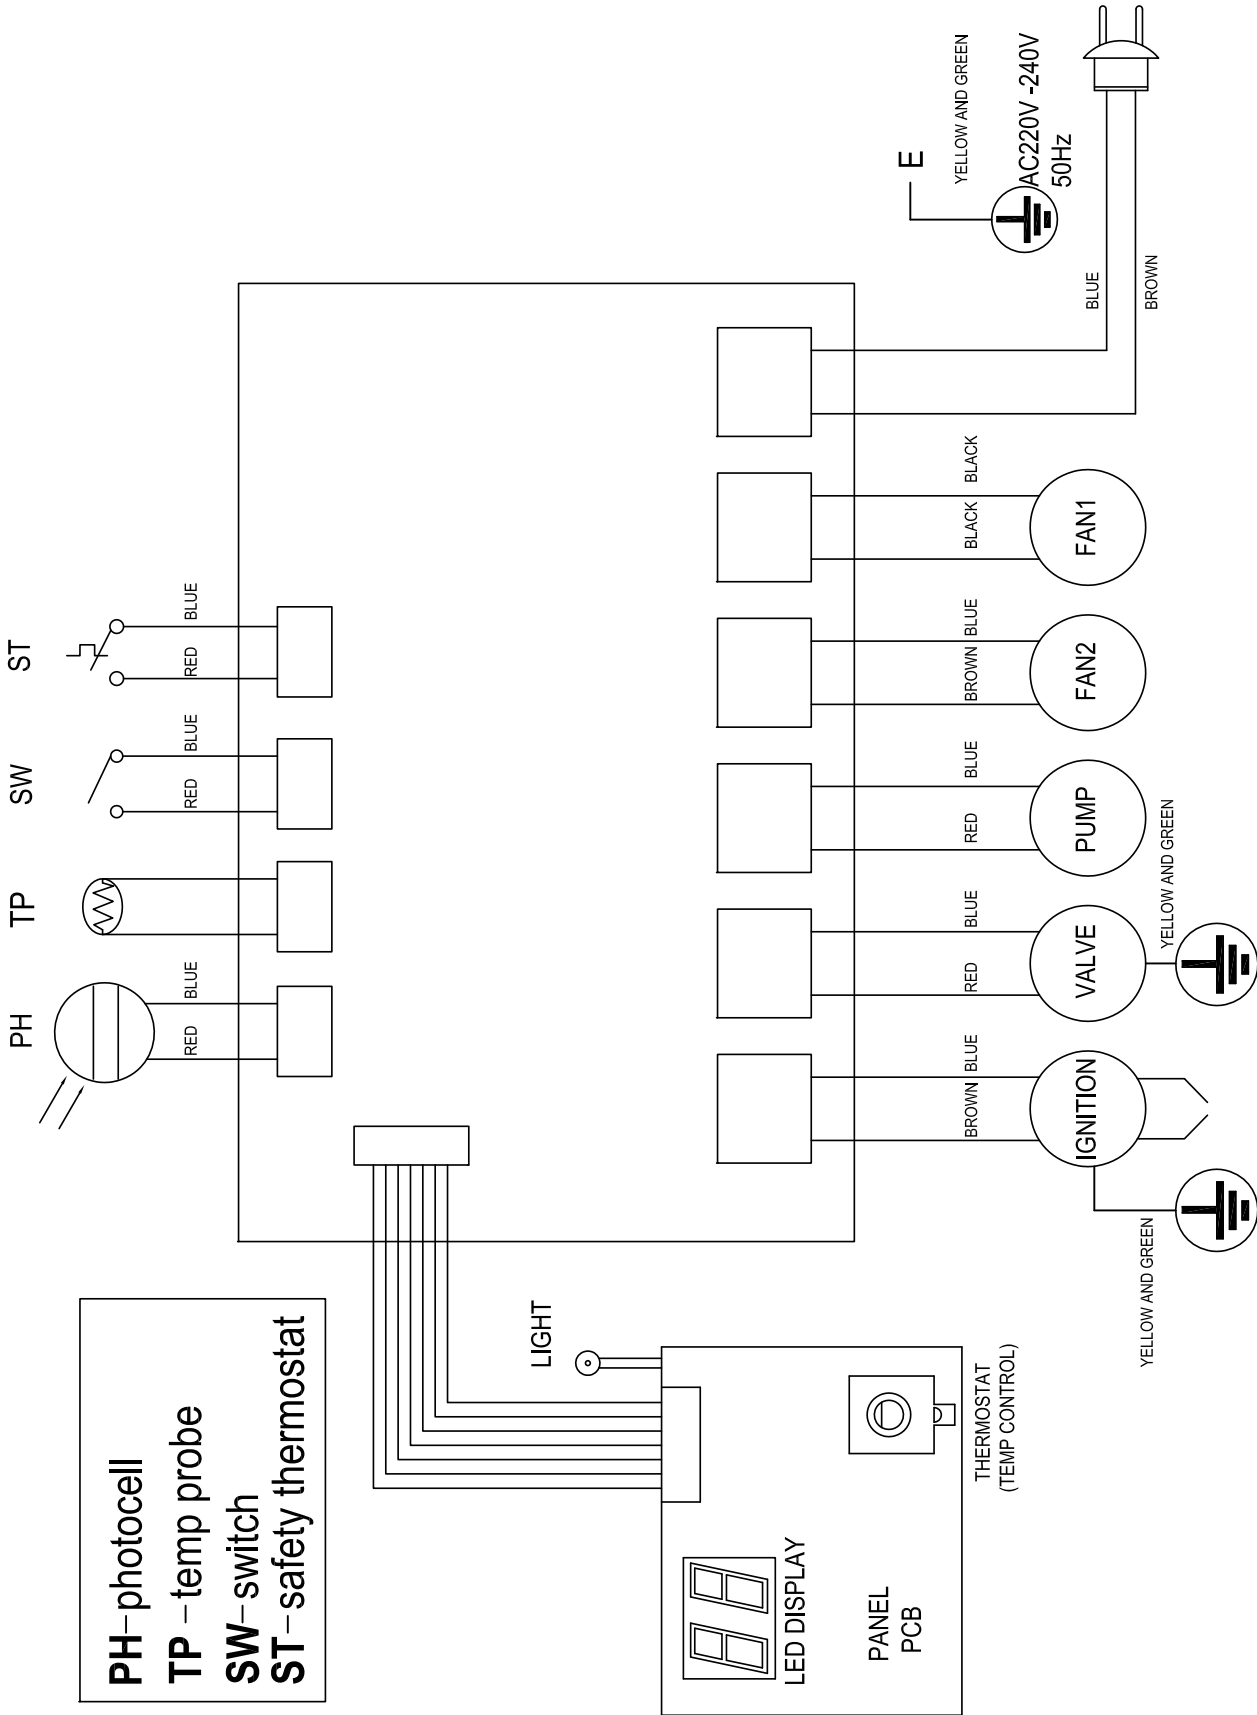 PH-photocell
TP-temp probe
SW-switch
ST-safety thermostat
PH
TP
SW
ST
RED
BLUE
RED
BLUE
RED
BLUE
LIGHT
LED DISPLAY
PANEL
PCB
THERMOSTAT
(TEMP CONTROL)
BROWN
BLUE
RED
BLUE
RED
BLUE
BROWN
BLUE
BLACK
BLACK
IGNITION
VALVE
PUMP
FAN2
FAN1
YELLOW AND GREEN
YELLOW AND GREEN
BLUE
BROWN
E
YELLOW AND GREEN
AC220V -240V
50Hz